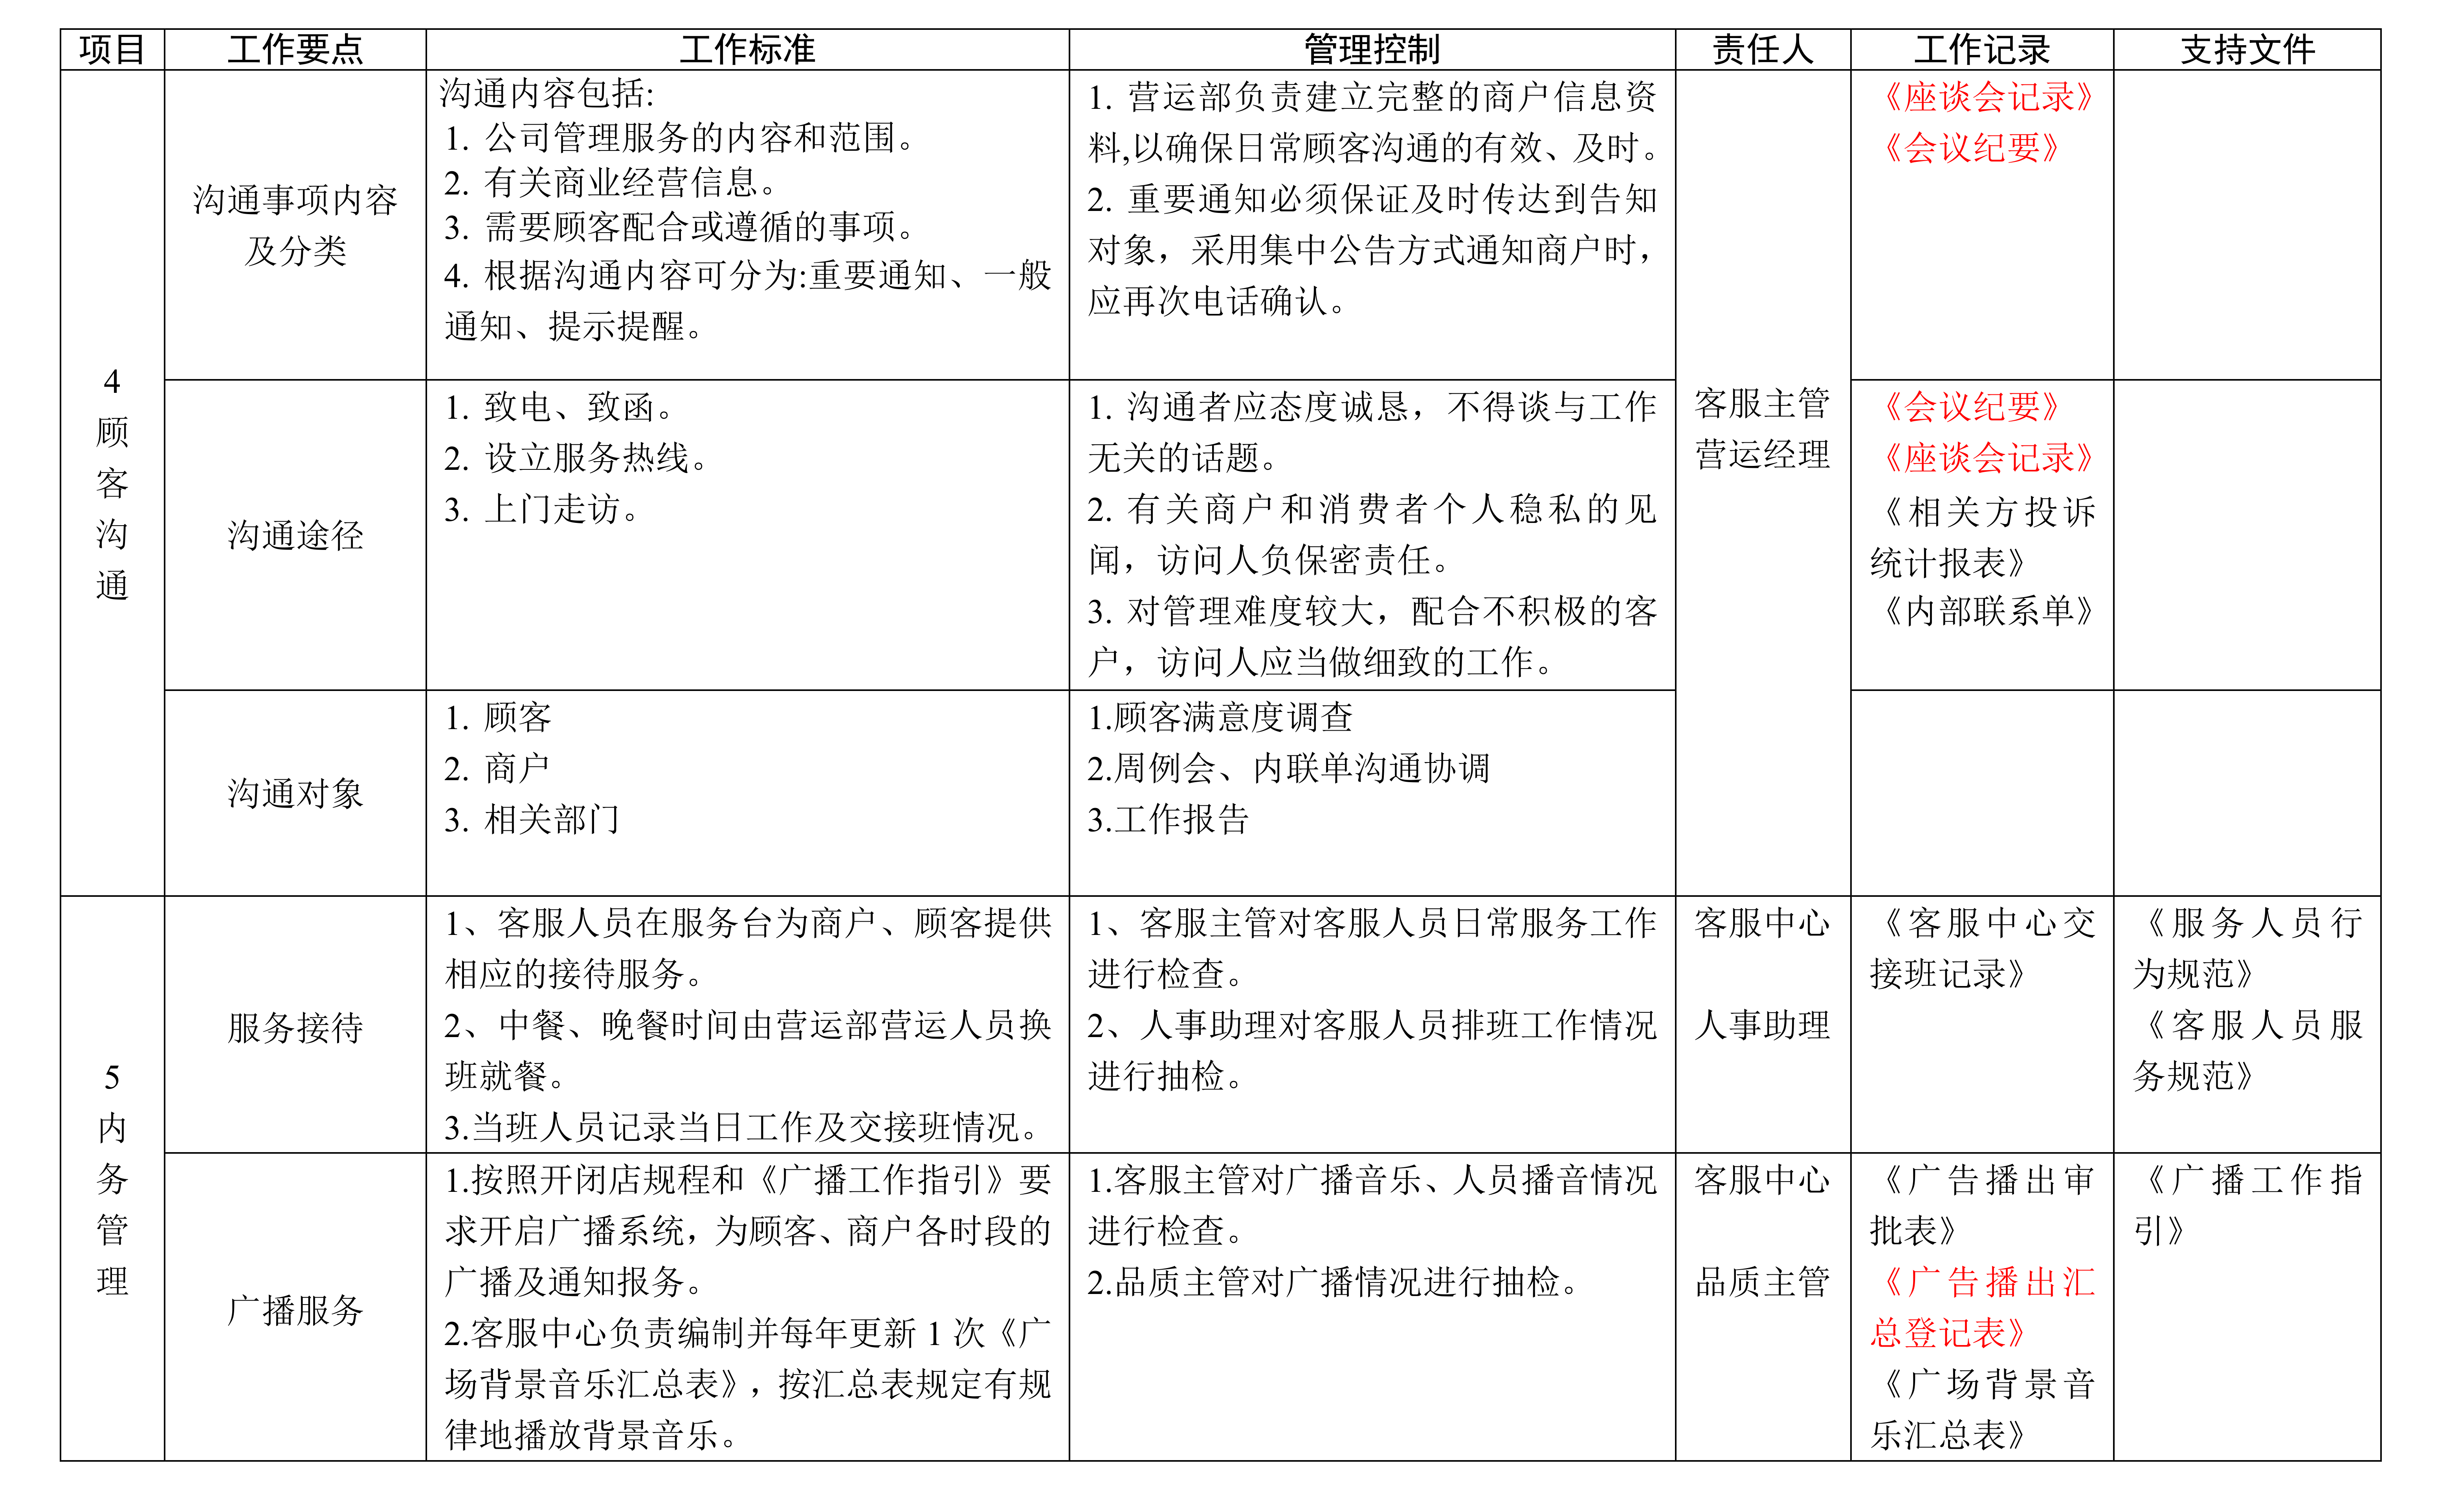 项目 工作要点 工作标准 管理控制 责任人 工作记录 支持文件
4
顾
客
沟
通
沟通事项内容
及分类
沟通内容包括:
1. 公司管理服务的内容和范围。
2. 有关商业经营信息。
3. 需要顾客配合或遵循的事项。
4. 根据沟通内容可分为:重要通知、一般
通知、提示提醒。
1. 营运部负责建立完整的商户信息资
料,以确保日常顾客沟通的有效、及时。
2. 重要通知必须保证及时传达到告知
对象，采用集中公告方式通知商户时，
应再次电话确认。
客服主管
营运经理
《座谈会记录》
《会议纪要》
沟通途径
1. 致电、致函。
2. 设立服务热线。
3. 上门走访。
1. 沟通者应态度诚恳，不得谈与工作
无关的话题。
2. 有关商户和消费者个人稳私的见
闻，访问人负保密责任。
3. 对管理难度较大，配合不积极的客
户，访问人应当做细致的工作。
《会议纪要》
《座谈会记录》
《相关方投诉
统计报表》
《内部联系单》
沟通对象
1. 顾客
2. 商户
3. 相关部门
1.顾客满意度调查
2.周例会、内联单沟通协调
3.工作报告
5
内
务
管
理
服务接待
1、客服人员在服务台为商户、顾客提供
相应的接待服务。
2、中餐、晚餐时间由营运部营运人员换
班就餐。
3.当班人员记录当日工作及交接班情况。
1、客服主管对客服人员日常服务工作
进行检查。
2、人事助理对客服人员排班工作情况
进行抽检。
客服中心
人事助理
《客服中心交
接班记录》
《服务人员行
为规范》
《客服人员服
务规范》
广播服务
1.按照开闭店规程和《广播工作指引》要
求开启广播系统，为顾客、商户各时段的
广播及通知报务。
2.客服中心负责编制并每年更新 1 次《广
场背景音乐汇总表》，按汇总表规定有规
律地播放背景音乐。
1.客服主管对广播音乐、人员播音情况
进行检查。
2.品质主管对广播情况进行抽检。
客服中心
品质主管
《广告播出审
批表》
《广告播出汇
总登记表》
《广场背景音
乐汇总表》
《广播工作指
引》